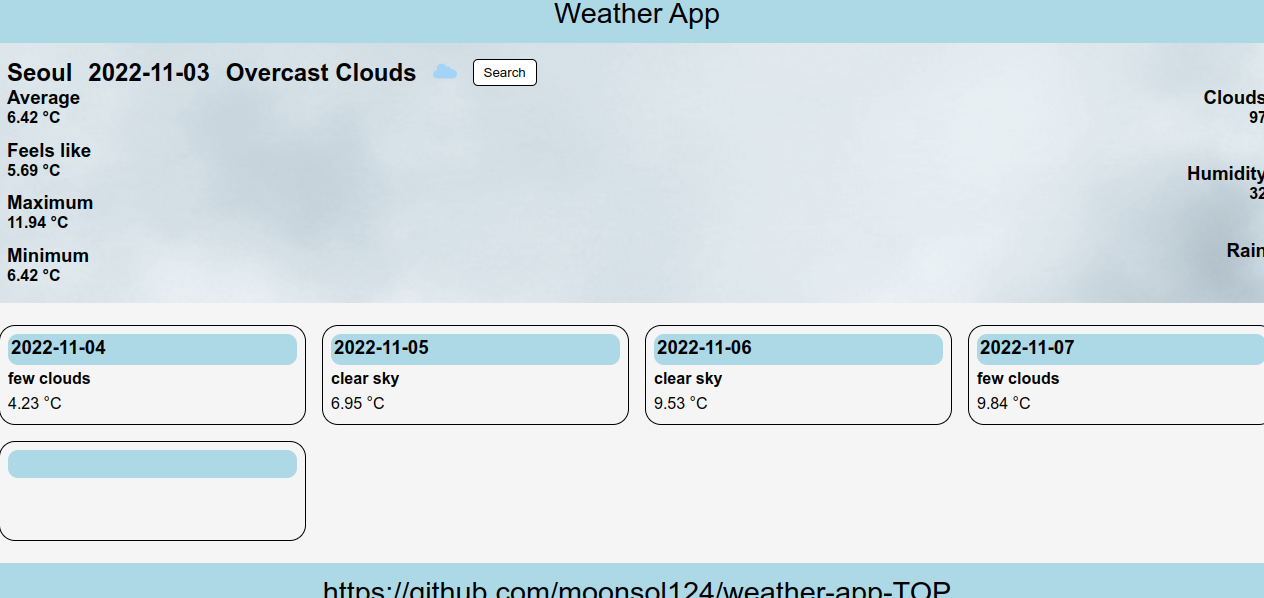 Weather App
Seoul 2022-11-03 Overcast Clouds Search
Average
6.42 °C
Feels like
5.69 °C
Maximum
11.94 °C
Minimum
6.42 °C
Clouds
97
Humidity
32
Rain
2022-11-04
few clouds
4.23 °C
2022-11-05
clear sky
6.95 °C
2022-11-06
clear sky
9.53 °C
2022-11-07
few clouds
9.84 °C
https://github.com/moonsol124/weather-app-TOP